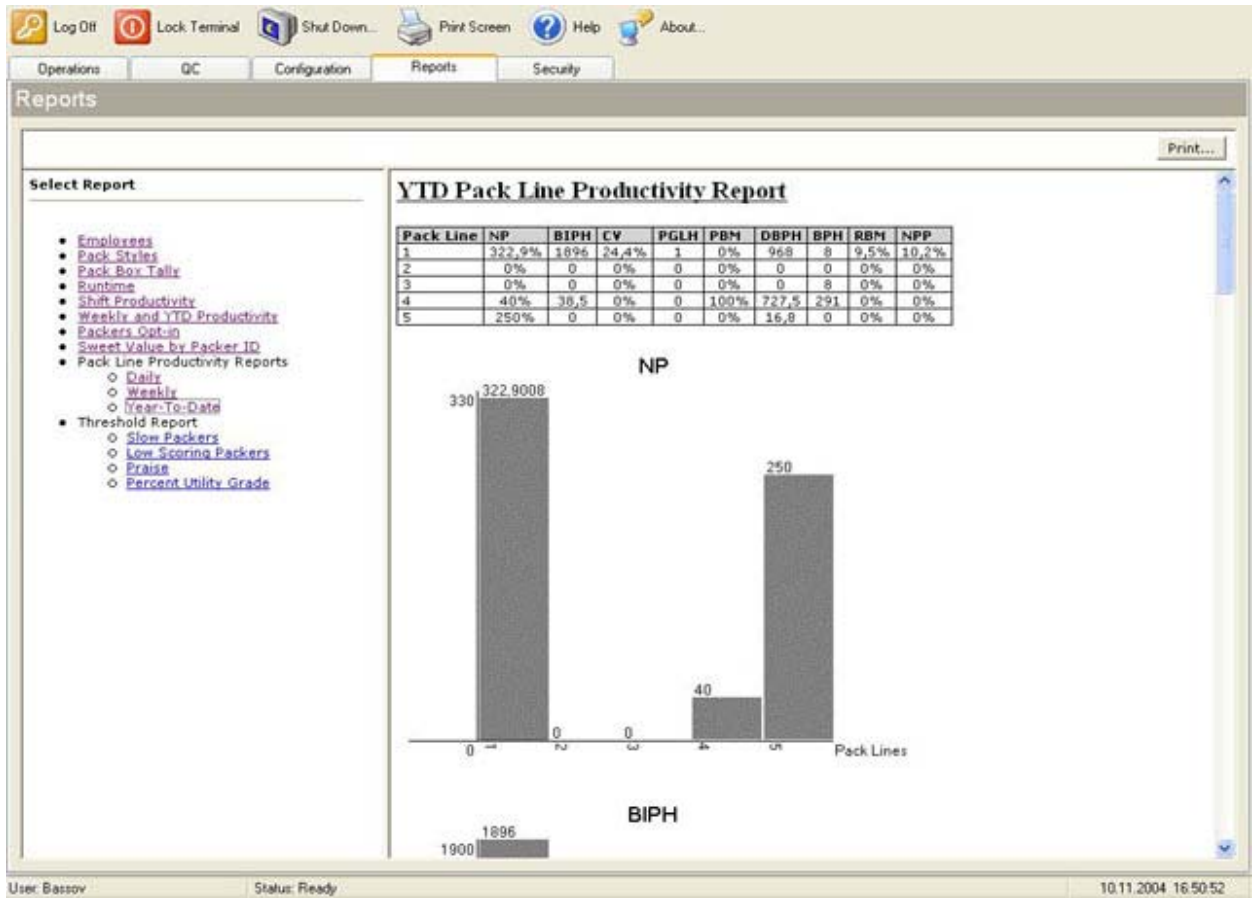 Log Off Lock Terminal Shut Down... Print Screen Help About...
Operations QC Configuration Reports Security
Reports
Print...
Select Report
Employees
Pack Styles
Pack Box Tally
Runtime
Shift Productivity
Weekly and YTD Productivity
Packers Opt-in
Sweet Value by Packer ID
Pack Line Productivity Reports
Daily
Weekly
Year-To-Date
Threshold Report
Slow Packers
Low Scoring Packers
Praise
Percent Utility Grade
YTD Pack Line Productivity Report
Pack Line NP BIPH CV PGLH PBM DBPH BPH RBM NPP
1 322,9% 1896 24,4% 1 0% 968 8 9,5% 10,2%
2 0% 0 0% 0 0% 0 0 0% 0%
3 0% 0 0% 0 0% 0 8 0% 0%
4 40% 38,5 0% 0 100% 727,5 291 0% 0%
5 250% 0 0% 0 0% 16,8 0 0% 0%
NP
330 322,9008
250
40
0 0
0 1 2 3 4 5 Pack Lines
BIPH
1896
1900
User: Bassov Status: Ready 10.11.2004 16:50:52